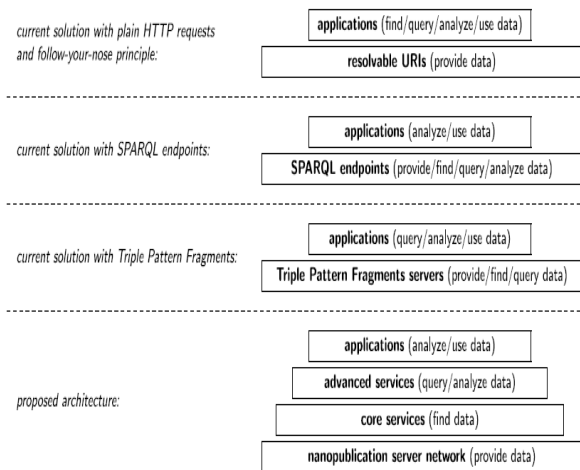 current solution with plain HTTP requests
and follow-your-nose principle:
applications (find/query/analyze/use data)
resolvable URIs (provide data)
current solution with SPARQL endpoints:
applications (analyze/use data)
SPARQL endpoints (provide/find/query/analyze data)
current solution with Triple Pattern Fragments:
applications (query/analyze/use data)
Triple Pattern Fragments servers (provide/find/query data)
proposed architecture:
applications (analyze/use data)
advanced services (query/analyze data)
core services (find data)
nanopublication server network (provide data)